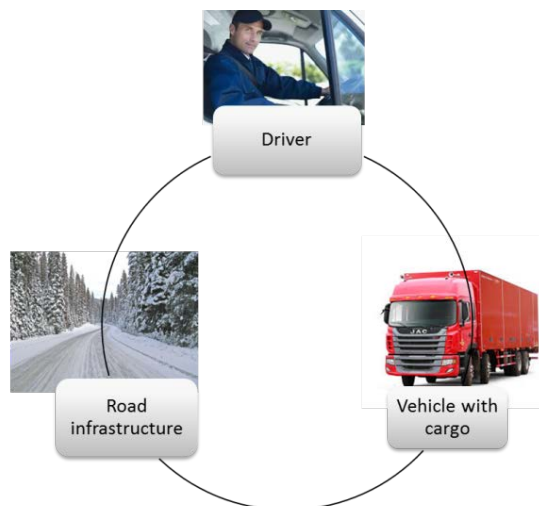 Driver
JAC
Road
infrastructure
Vehicle with
cargo